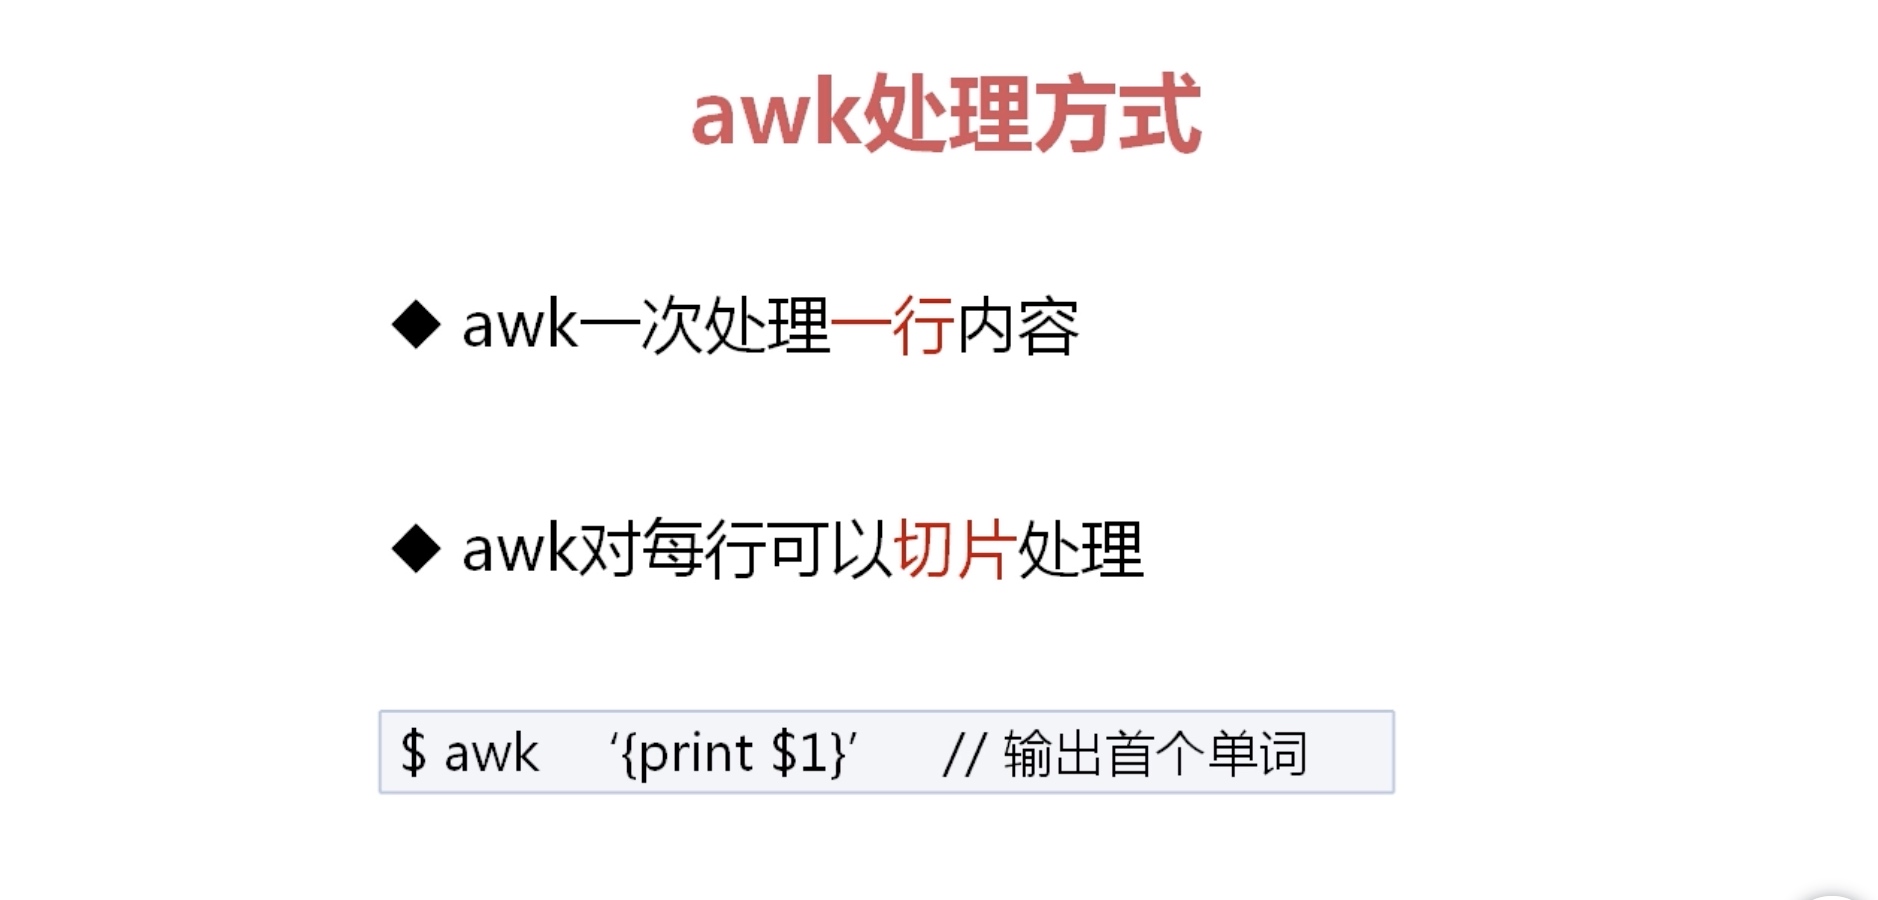 awk处理方式
◆ awk一次处理一行内容
◆ awk对每行可以切片处理
$ awk ‘{print $1}’ // 输出首个单词